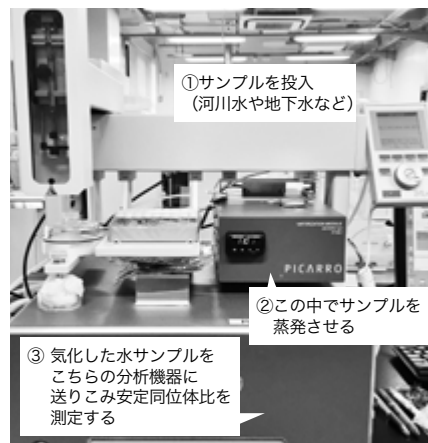 ①サンプルを投入
（河川水や地下水など）
PICARRO
②この中でサンプルを
蒸発させる
③ 気化した水サンプルを
こちらの分析機器に
送りこみ安定同位体比を
測定する